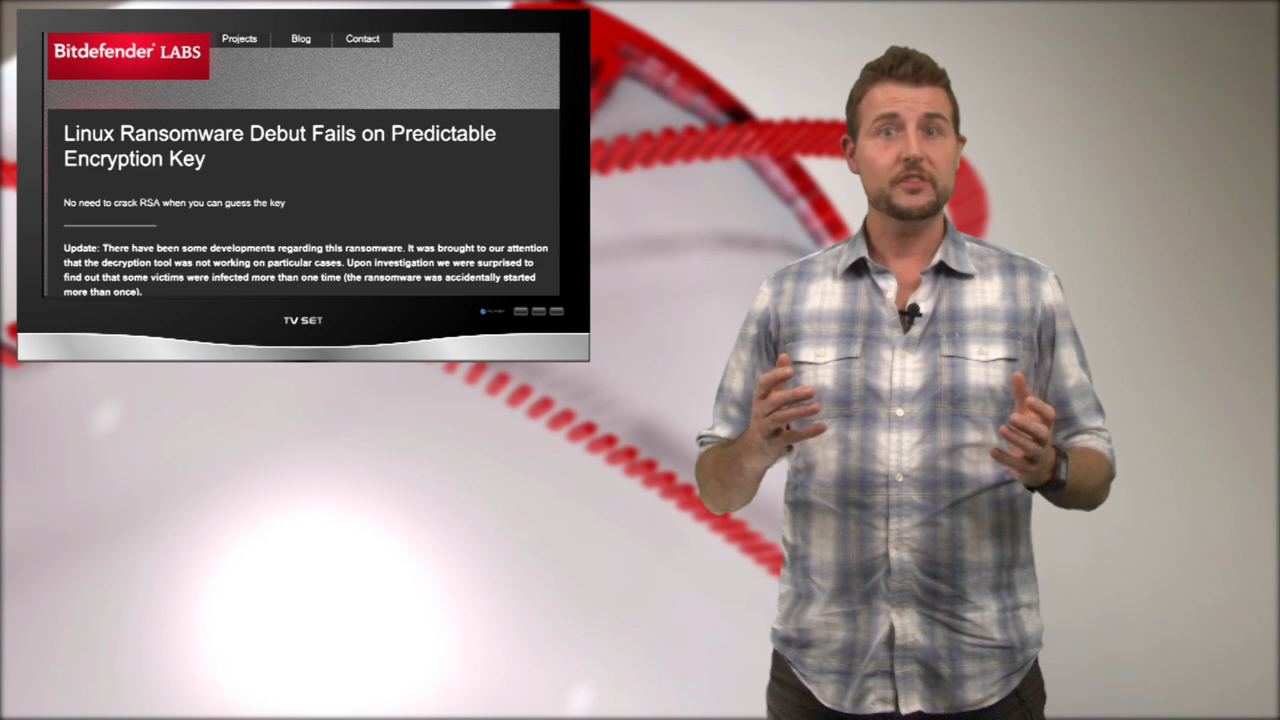 Bitdefender LABS
Projects
Blog
Contact
Linux Ransomware Debut Fails on Predictable
Encryption Key
No need to crack RSA when you can guess the key
Update: There have been some developments regarding this ransomware. It was brought to our attention
that the decryption tool was not working on particular cases. Upon investigation we were surprised to
find out that some victims were infected more than one time (the ransomware was accidentally started
more than once).
TV SET